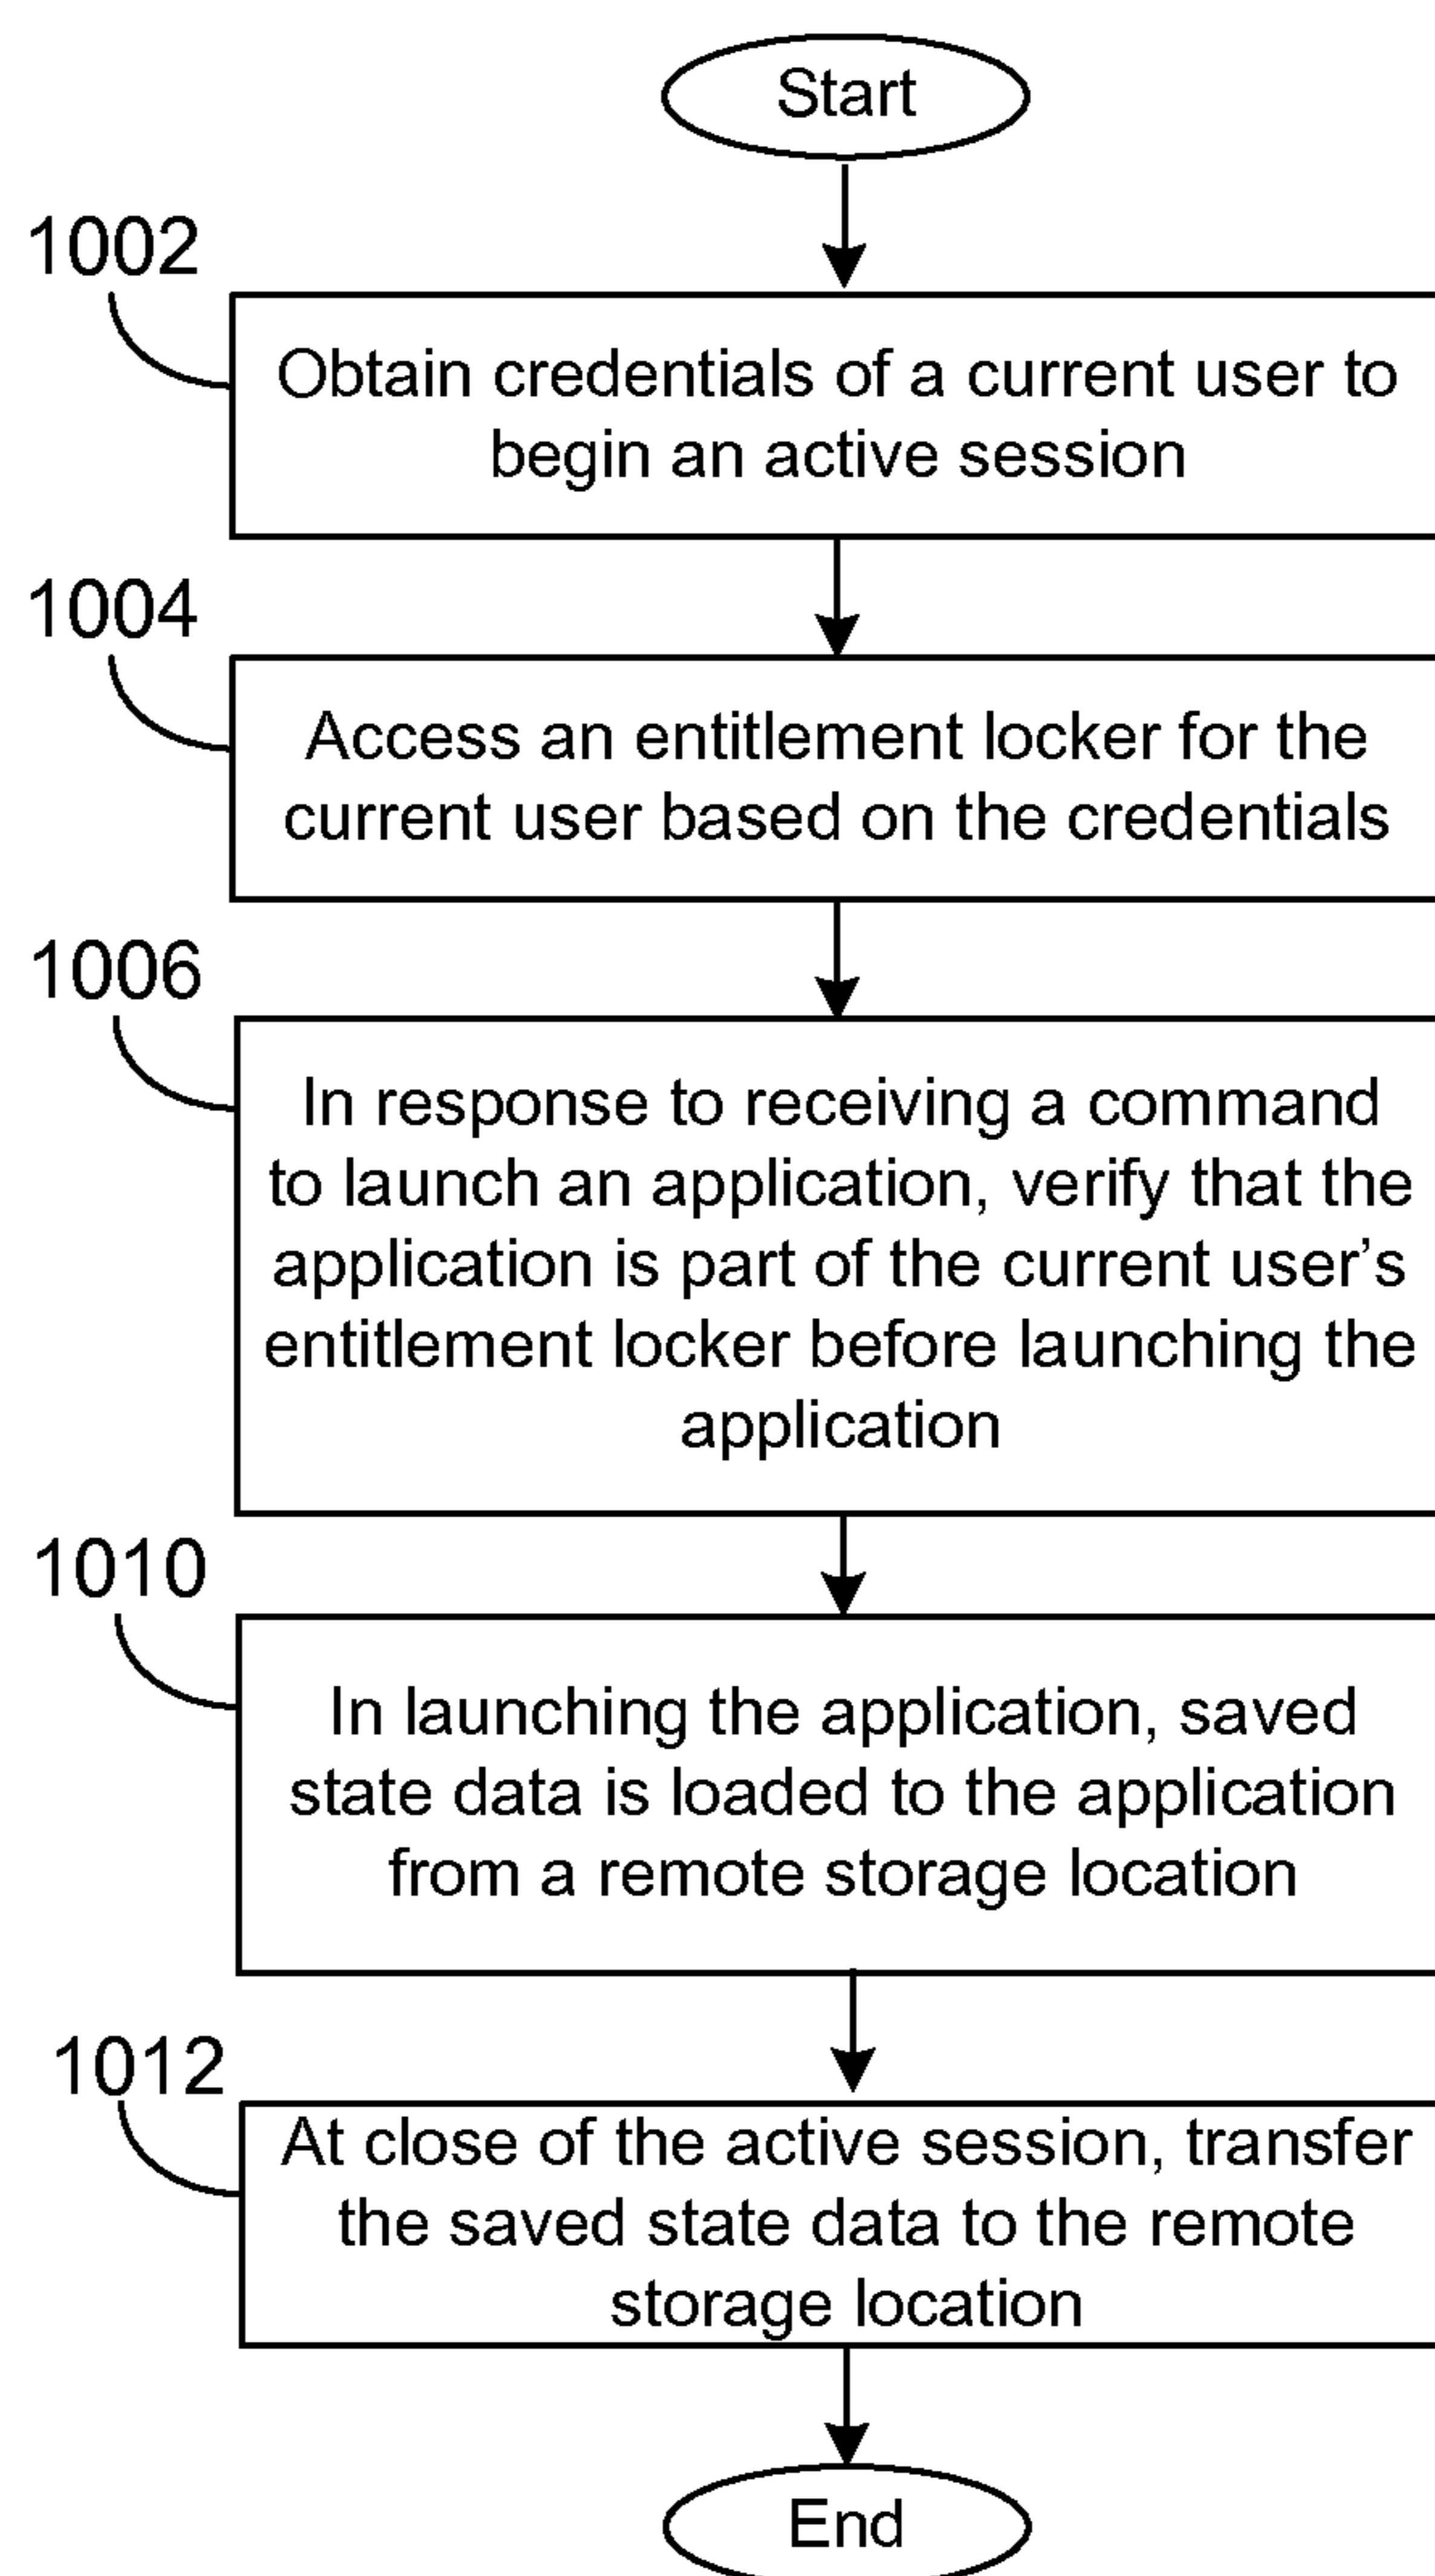 Start
1002
Obtain credentials of a current user to
begin an active session
1004
Access an entitlement locker for the
current user based on the credentials
1006
In response to receiving a command
to launch an application, verify that the
application is part of the current user’s
entitlement locker before launching the
application
1010
In launching the application, saved
state data is loaded to the application
from a remote storage location
1012
At close of the active session, transfer
the saved state data to the remote
storage location
End